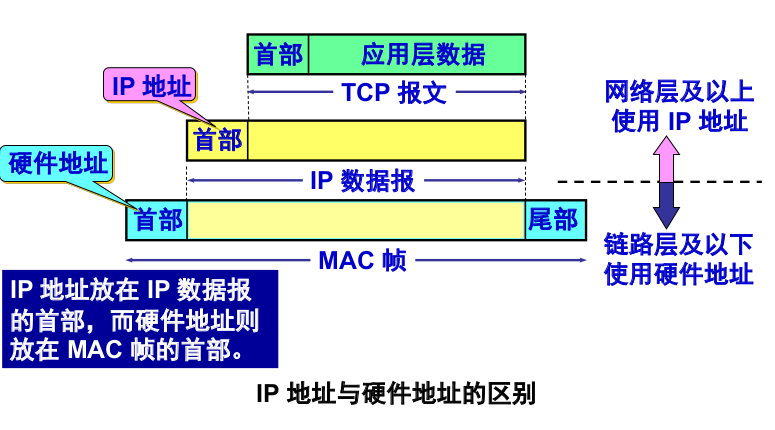 首部 应用层数据
TCP 报文
IP 地址
首部
IP 数据报
硬件地址
首部 尾部
MAC 帧
网络层及以上
使用 IP 地址
链路层及以下
使用硬件地址
IP 地址放在 IP 数据报
的首部，而硬件地址则
放在 MAC 帧的首部。
IP 地址与硬件地址的区别